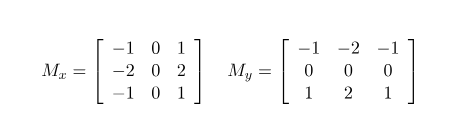 M_x = [ −1 0 1 ; −2 0 2 ; −1 0 1 ] M_y = [ −1 −2 −1 ; 0 0 0 ; 1 2 1 ]